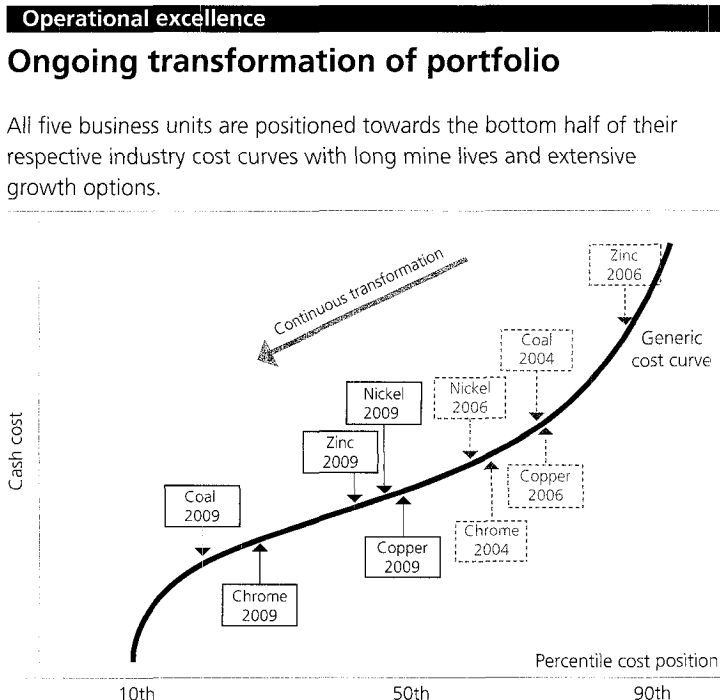 Operational excellence
Ongoing transformation of portfolio
All five business units are positioned towards the bottom half of their
respective industry cost curves with long mine lives and extensive
growth options.
Continuous transformation
Zinc
2006
Generic
cost curve
Coal
2004
Nickel
2006
Nickel
2009
Zinc
2009
Copper
2006
Coal
2009
Chrome
2004
Copper
2009
Chrome
2009
Cash cost
Percentile cost position
10th
50th
90th